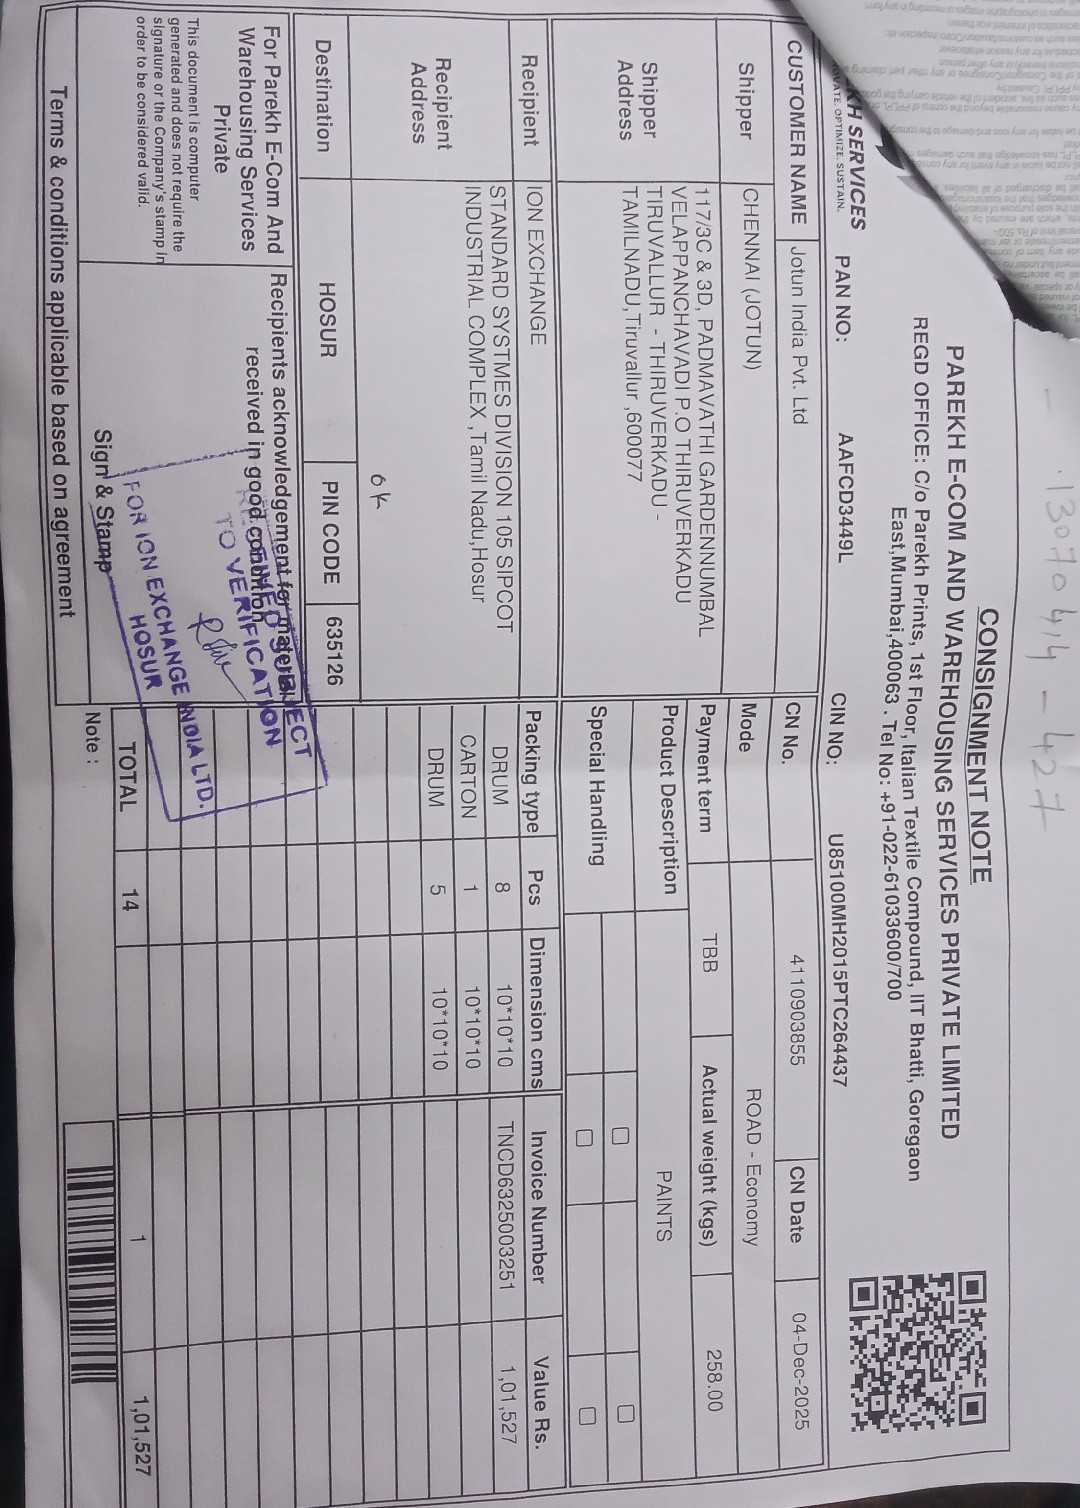 13070414 - 427
CONSIGNMENT NOTE
PAREKH E-COM AND WAREHOUSING SERVICES PRIVATE LIMITED
REGD OFFICE: C/o Parekh Prints, 1st Floor, Italian Textile Compound, IIT Bhatti, Goregaon
East,Mumbai,400063 . Tel No: +91-022-61033600/700
KH SERVICES
OPTIMIZE. SUSTAIN.
PAN NO: AAFCD3449L CIN NO: U85100MH2015PTC264437
CUSTOMER NAME Jotun India Pvt. Ltd
CN No. 4110903855 CN Date 04-Dec-2025
Shipper CHENNAI (JOTUN)
Mode ROAD - Economy
Shipper Address
117/3C & 3D, PADMAVATHI GARDENNUMBAL
VELAPPANCHAVADI P.O THIRUVERKADU
TIRUVALLUR - THIRUVERKADU -
TAMILNADU,Tiruvallur ,600077
Payment term TBB Actual weight (kgs) 258.00
Product Description PAINTS
Special Handling
Recipient ION EXCHANGE
Recipient Address
STANDARD SYSTMES DIVISION 105 SIPCOT
INDUSTRIAL COMPLEX ,Tamil Nadu,Hosur
ok
Packing type Pcs Dimension cms Invoice Number Value Rs.
DRUM 8 10*10*10 TNCD6325003251 1,01,527
CARTON 1 10*10*10
DRUM 5 10*10*10
Destination HOSUR PIN CODE 635126
For Parekh E-Com And
Warehousing Services
Private
This document is computer
generated and does not require the
signature or the Company's stamp in
order to be considered valid.
Recipients acknowledgement for material
received in good condition
RECEIVED SUBJECT
TO VERIFICATION
FOR ION EXCHANGE INDIA LTD.
HOSUR
Sign & Stamp
TOTAL 14 1 1,01,527
Note :
Terms & conditions applicable based on agreement